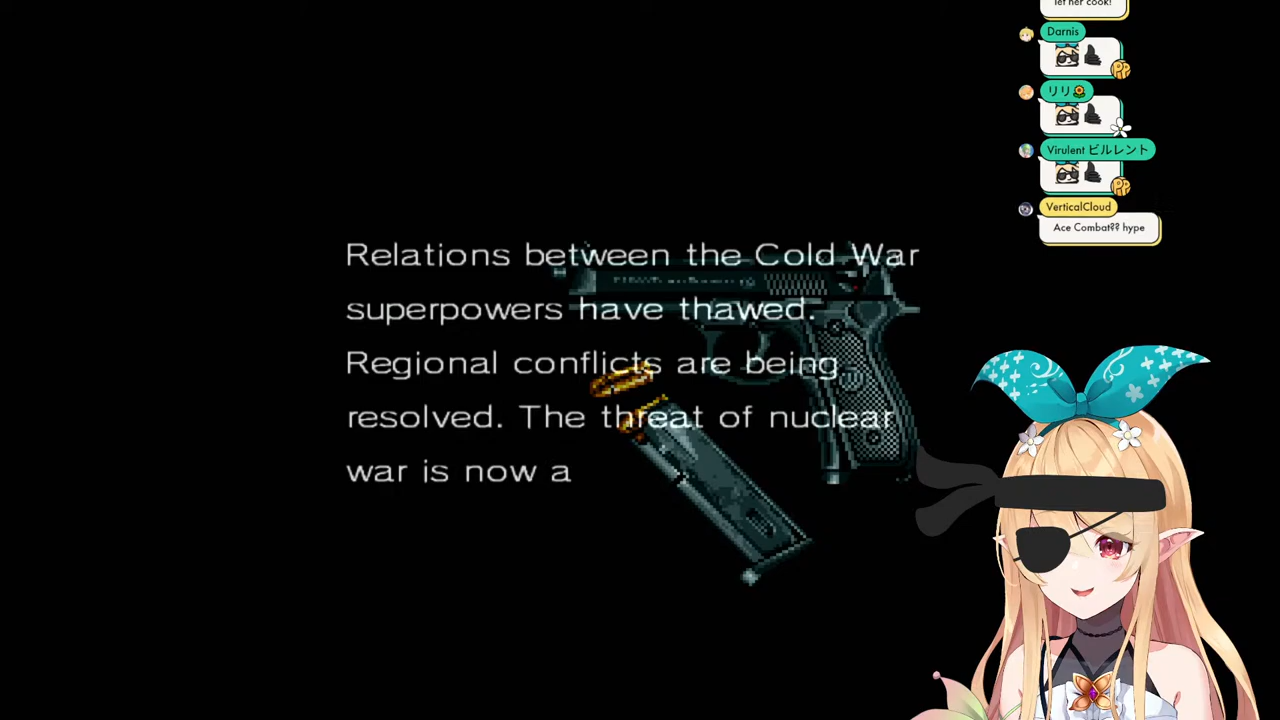 let her cook!
Darnis
リリ🌻
Virulent ビルレント
VerticalCloud
Ace Combat?? hype
Relations between the Cold War
superpowers have thawed.
Regional conflicts are being
resolved. The threat of nuclear
war is now a